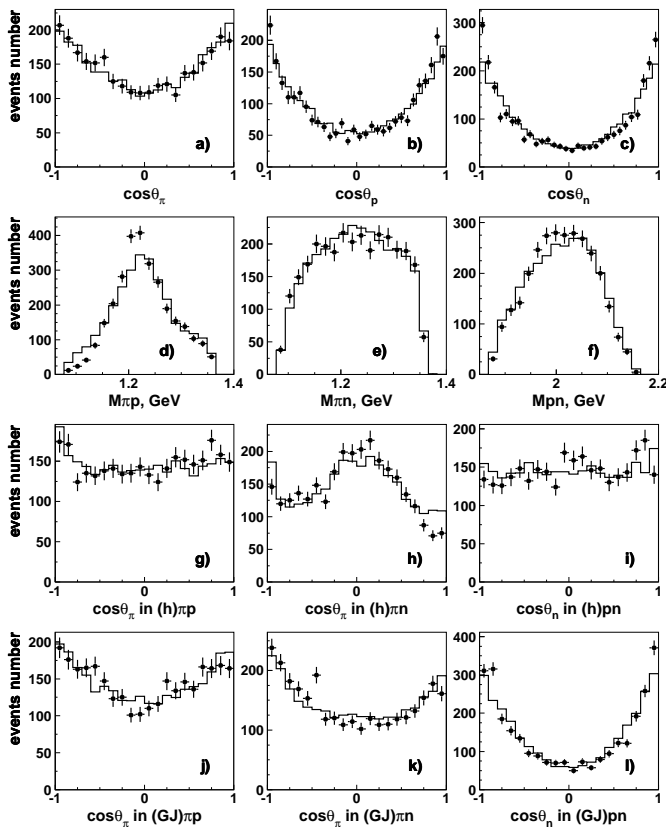 events number
200
150
100
50
0
-1 0 1
cosθπ
a)
200
150
100
50
0
-1 0 1
cosθp
b)
300
200
100
0
-1 0 1
cosθn
c)
events number
400
300
200
100
0
1.2 1.4
Mπp, GeV
d)
200
100
0
1.2 1.4
Mπn, GeV
e)
300
200
100
0
2 2.2
Mpn, GeV
f)
events number
150
100
50
0
-1 0 1
cosθπ in (h)πp
g)
200
150
100
50
0
-1 0 1
cosθπ in (h)πn
h)
200
150
100
50
0
-1 0 1
cosθn in (h)pn
i)
events number
200
150
100
50
0
-1 0 1
cosθπ in (GJ)πp
j)
250
200
150
100
50
0
-1 0 1
cosθπ in (GJ)πn
k)
400
300
200
100
0
-1 0 1
cosθn in (GJ)pn
l)